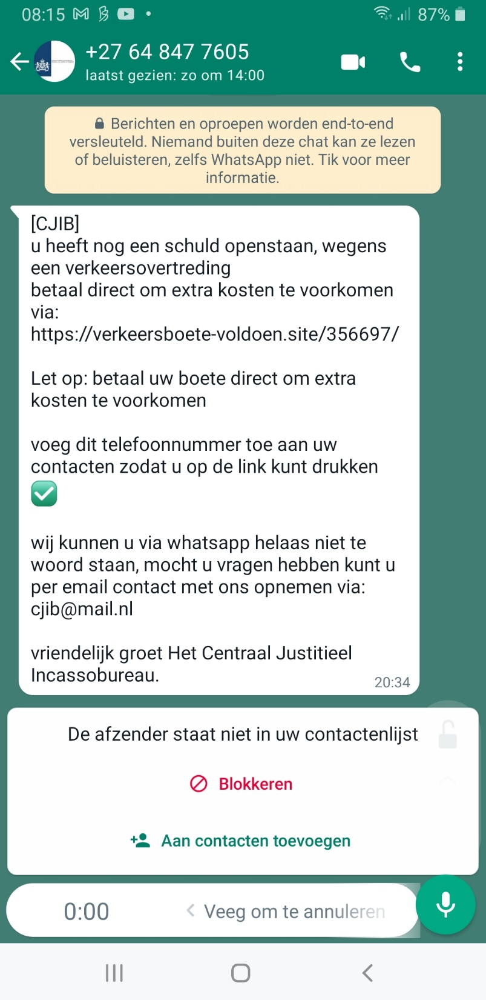 08:15
87%
+27 64 847 7605
laatst gezien: zo om 14:00
Berichten en oproepen worden end-to-end
versleuteld. Niemand buiten deze chat kan ze lezen
of beluisteren, zelfs WhatsApp niet. Tik voor meer
informatie.
[CJIB]
u heeft nog een schuld openstaan, wegens
een verkeersovertreding
betaal direct om extra kosten te voorkomen
via:
https://verkeersboete-voldoen.site/356697/
Let op: betaal uw boete direct om extra
kosten te voorkomen
voeg dit telefoonnummer toe aan uw
contacten zodat u op de link kunt drukken
✅
wij kunnen u via whatsapp helaas niet te
woord staan, mocht u vragen hebben kunt u
per email contact met ons opnemen via:
cjib@mail.nl
vriendelijk groet Het Centraal Justitieel
Incassobureau.
20:34
De afzender staat niet in uw contactenlijst
Blokkeren
Aan contacten toevoegen
0:00
< Veeg om te annuleren